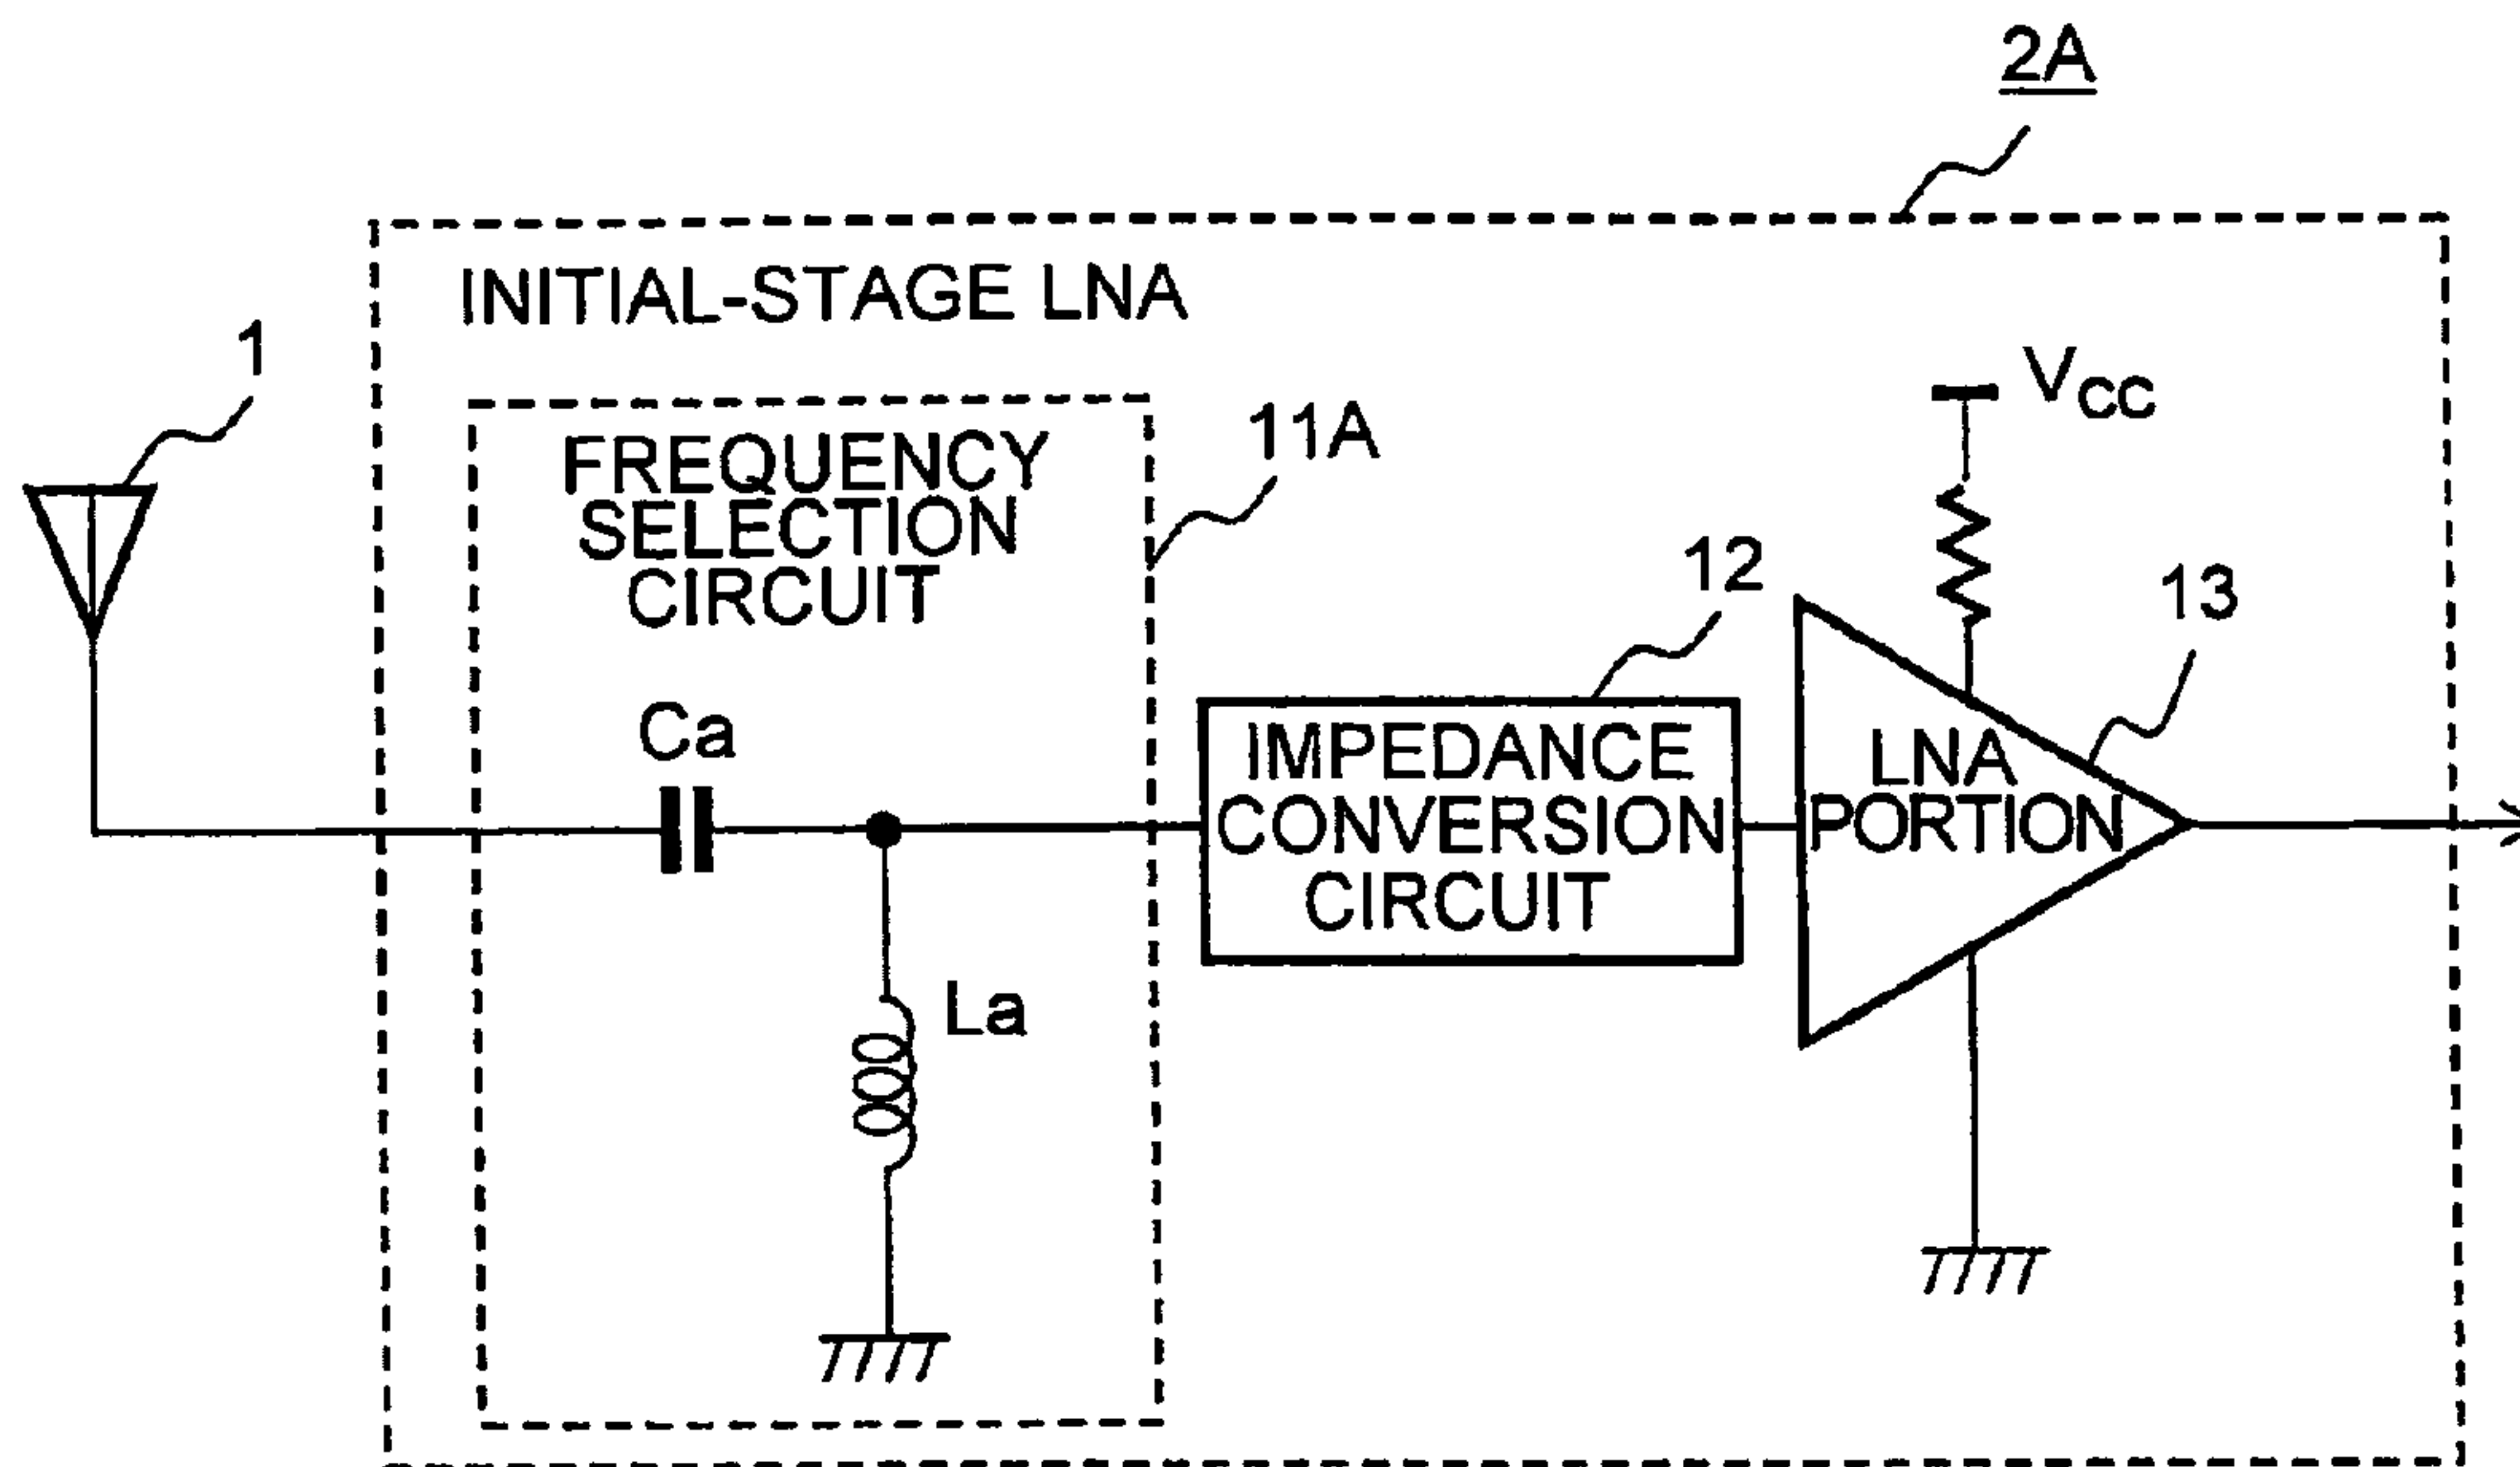 2A
INITIAL-STAGE LNA
1
VCC
FREQUENCY
SELECTION
CIRCUIT
11A
12
13
Ca
IMPEDANCE
CONVERSION
CIRCUIT
LNA
PORTION
La